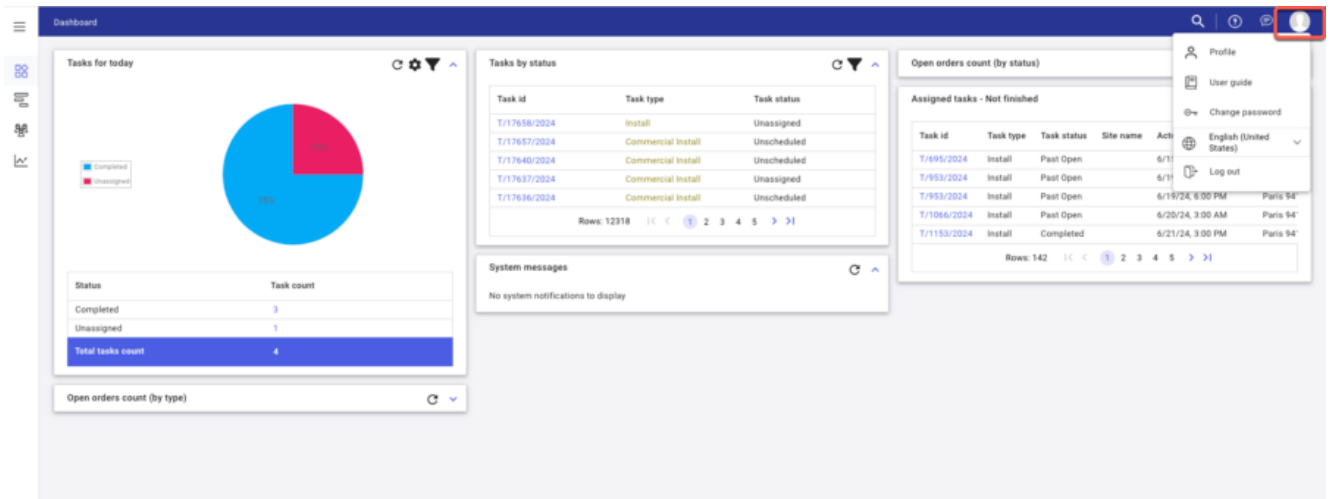 Dashboard
Tasks for today
Completed
Unassigned
75%
Status Task count
Completed 3
Unassigned 1
Total tasks count 4
Open orders count (by type)
Tasks by status
Task id Task type Task status
T/17658/2024 Install Unassigned
T/17657/2024 Commercial Install Unscheduled
T/17640/2024 Commercial Install Unscheduled
T/17637/2024 Commercial Install Unassigned
T/17636/2024 Commercial Install Unscheduled
Rows: 12318 1 2 3 4 5
System messages
No system notifications to display
Open orders count (by status)
Assigned tasks - Not finished
Task id Task type Task status Site name
T/695/2024 Install Past Open
T/953/2024 Install Past Open
T/953/2024 Install Past Open 6/19/24, 6:00 PM Paris 94
T/1066/2024 Install Past Open 6/20/24, 3:00 AM Paris 94
T/1153/2024 Install Completed 6/21/24, 3:00 PM Paris 94
Rows: 142 1 2 3 4 5
Profile
User guide
Change password
English (United
States)
Log out